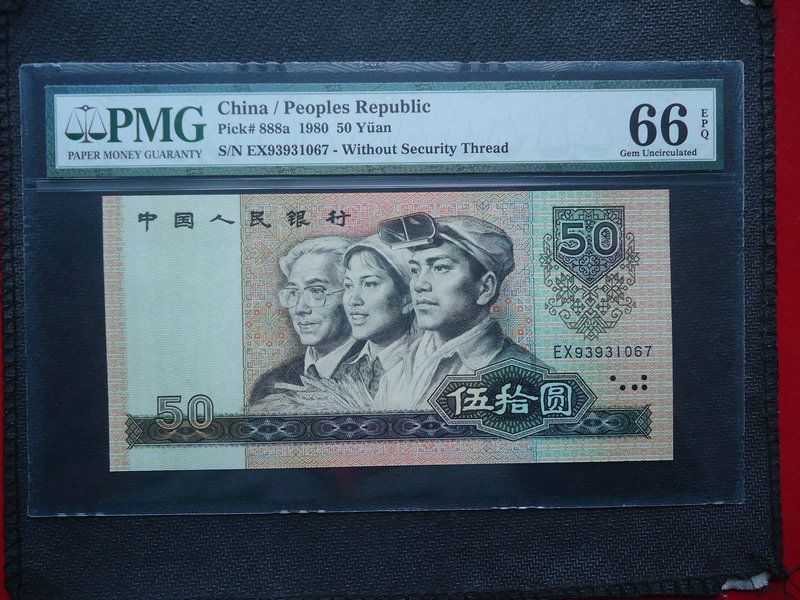 PMG
PAPER MONEY GUARANTY
China / Peoples Republic
Pick# 888a 1980 50 Yüan
S/N EX93931067 - Without Security Thread
66
EPQ
Gem Uncirculated
中国人民银行
50
EX93931067
50
伍拾圆